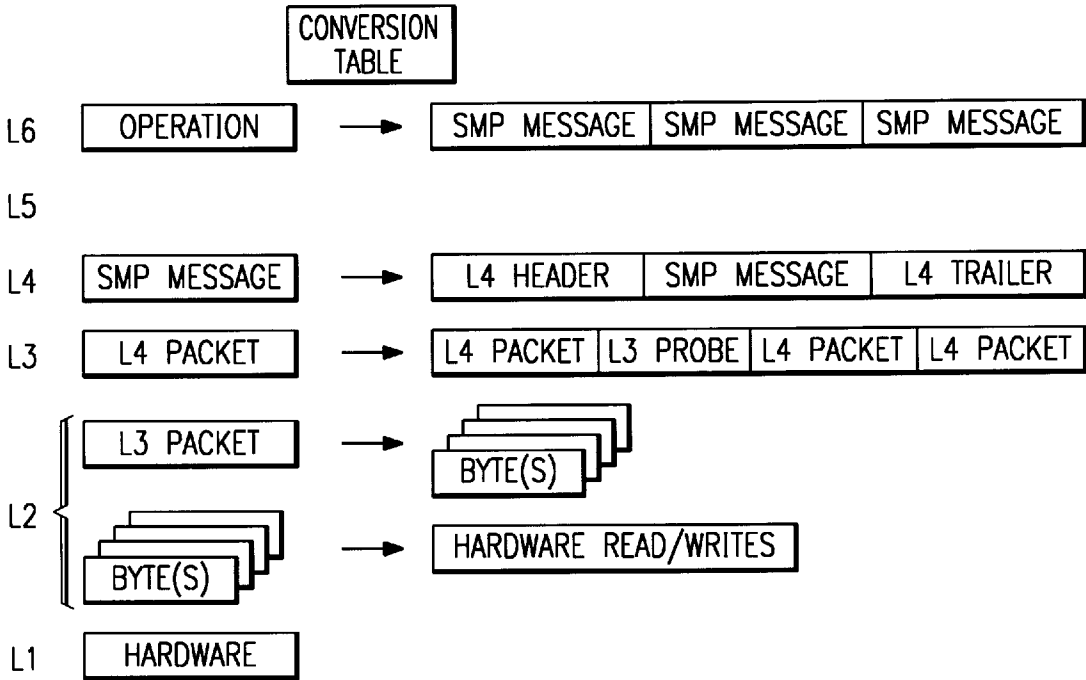 CONVERSION
TABLE
L6 OPERATION SMP MESSAGE SMP MESSAGE SMP MESSAGE
L5
L4 SMP MESSAGE L4 HEADER SMP MESSAGE L4 TRAILER
L3 L4 PACKET L4 PACKET L3 PROBE L4 PACKET L4 PACKET
L3 PACKET
BYTE(S)
L2
HARDWARE READ/WRITES
BYTE(S)
L1 HARDWARE